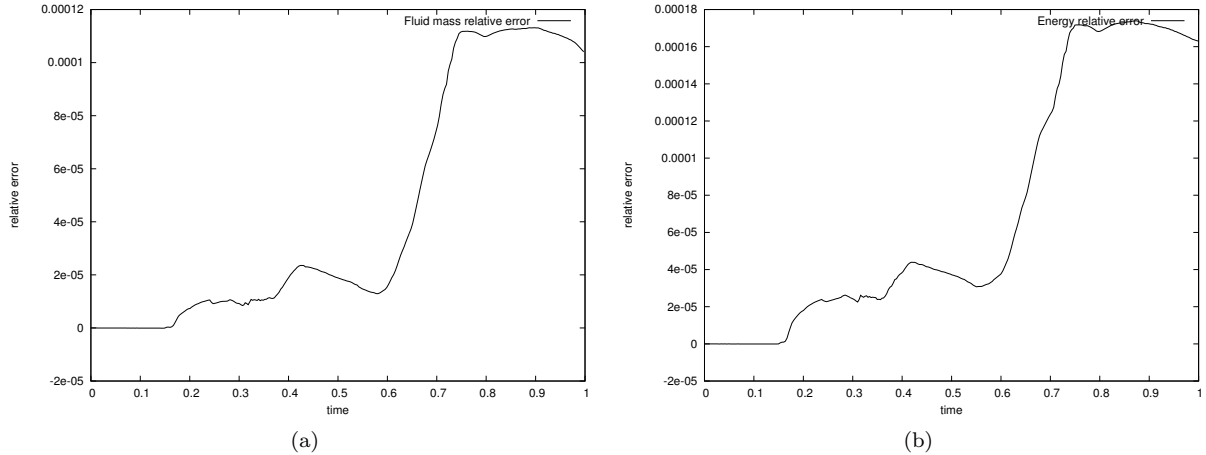 0.00012
Fluid mass relative error
0.0001
8e-05
6e-05
4e-05
2e-05
0
-2e-05
relative error
0 0.1 0.2 0.3 0.4 0.5 0.6 0.7 0.8 0.9 1
time
(a)
0.00018
Energy relative error
0.00016
0.00014
0.00012
0.0001
8e-05
6e-05
4e-05
2e-05
0
-2e-05
relative error
0 0.1 0.2 0.3 0.4 0.5 0.6 0.7 0.8 0.9 1
time
(b)